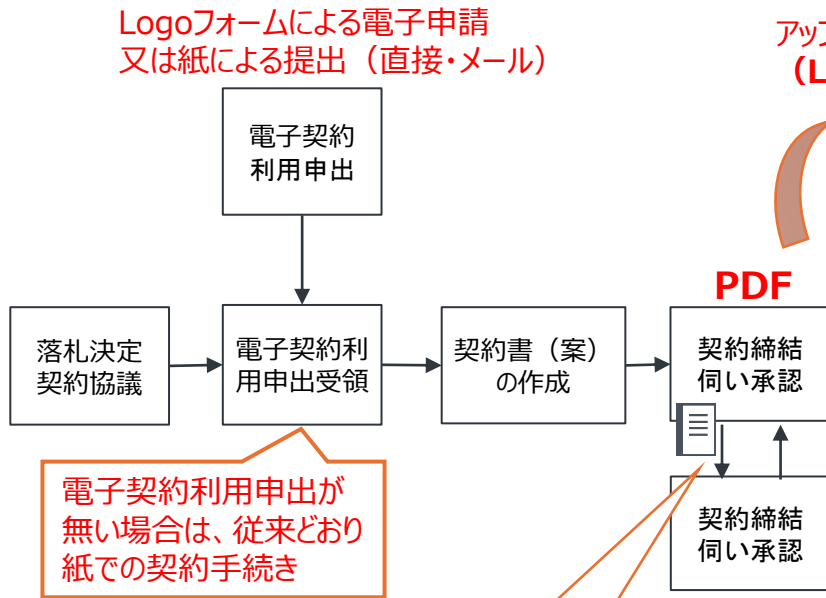 Logoフォームによる電子申請
又は紙による提出（直接・メール）
アップ
（L
電子契約
利用申出
PDF
落札決定
契約協議
電子契約利
用申出受領
契約書（案）
の作成
契約締結
伺い承認
電子契約利用申出が
無い場合は、従来どおり
紙での契約手続き
契約締結
伺い承認